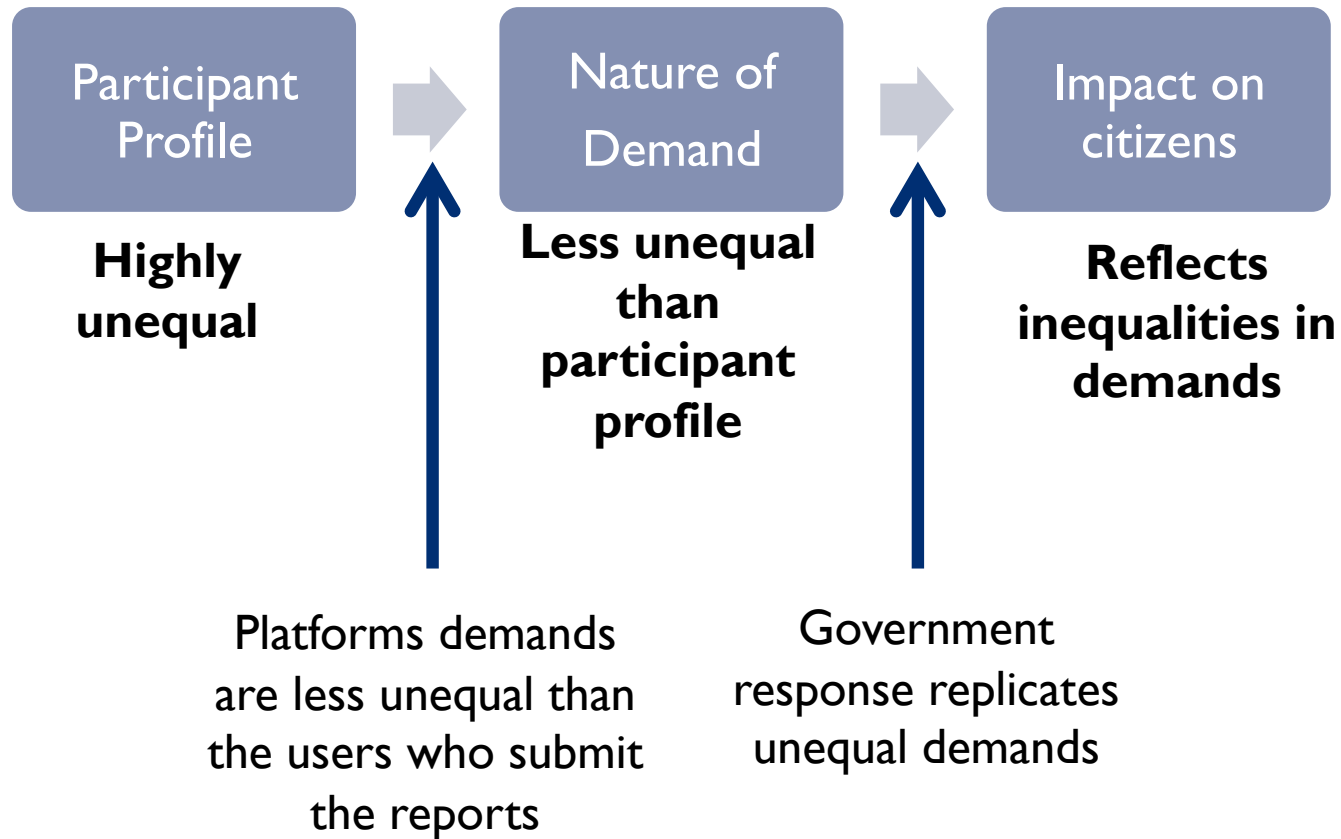 Participant
Profile
Nature of
Demand
Impact on
citizens
Highly
unequal
Less unequal
than
participant
profile
Reflects
inequalities in
demands
Platforms demands
are less unequal than
the users who submit
the reports
Government
response replicates
unequal demands